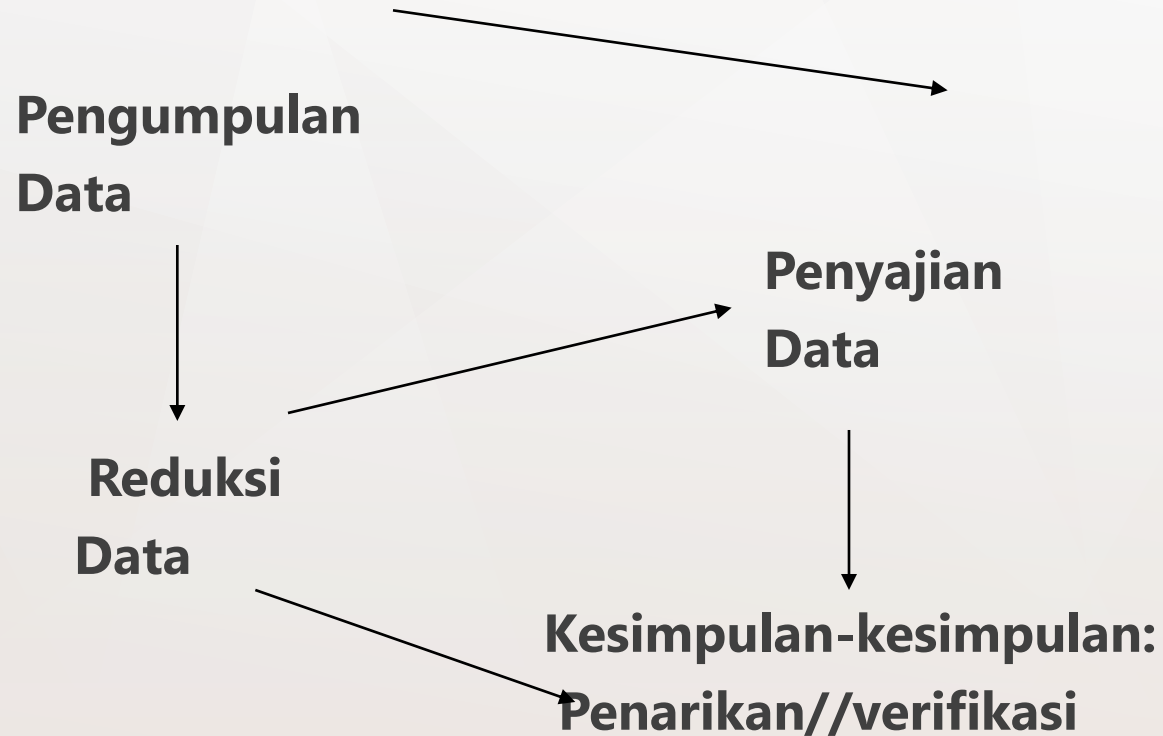 Pengumpulan
Data
Penyajian
Data
Reduksi
Data
Kesimpulan-kesimpulan:
Penarikan//verifikasi